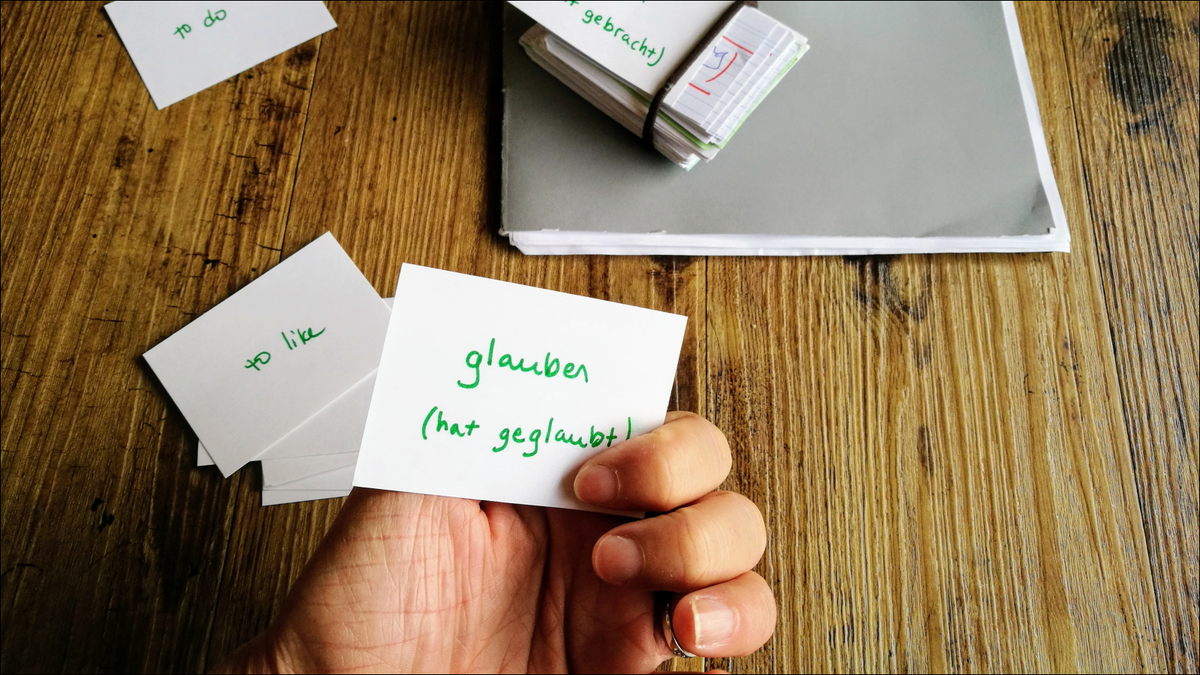 to do
gebracht)
to like
glauben
(hat geglaubt)